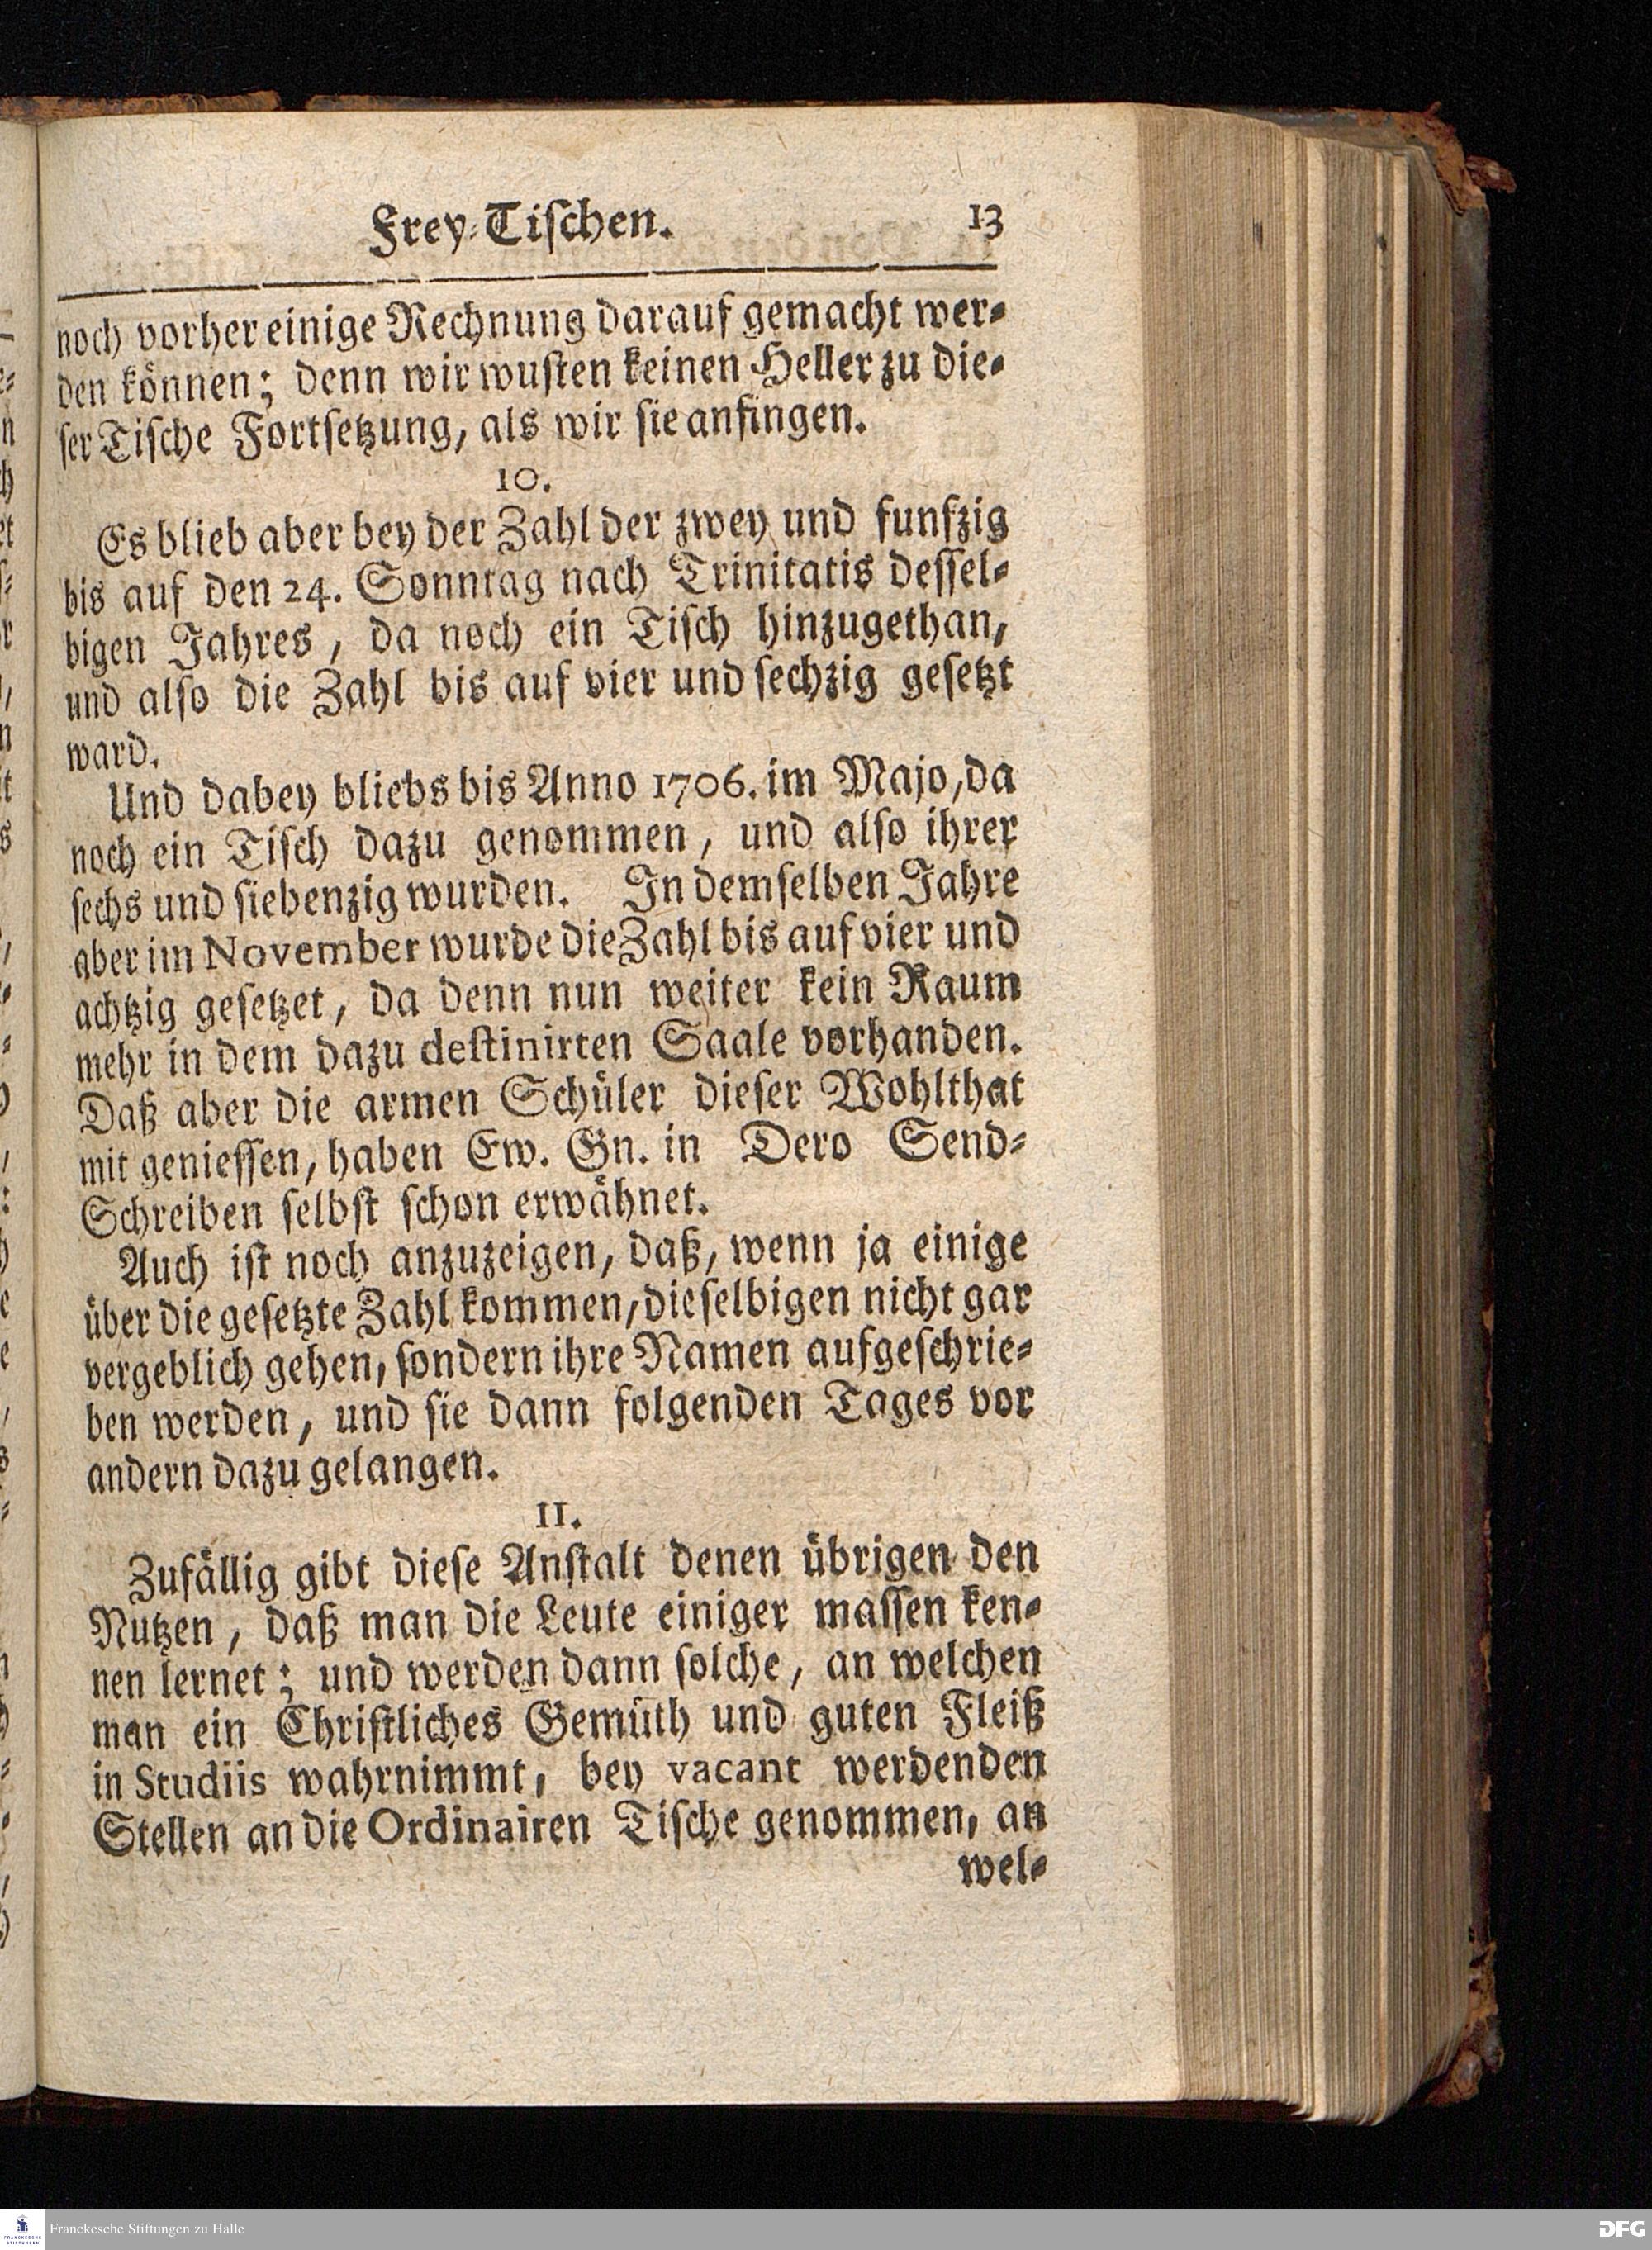 Frey-Tiſchen. 13
noch vorher einige Rechnung darauf gemacht wer-
den können; denn wir wuſten keinen Heller zu die-
ſer Tiſche Fortſetzung, als wir ſie anfingen.
10.
Es blieb aber bey der Zahl der zwey und funfzig
bis auf den 24. Sonntag nach Trinitatis deſſel-
bigen Jahres, da noch ein Tiſch hinzugethan,
und alſo die Zahl bis auf vier und ſechzig geſetzt
ward.
Und dabey bliebs bis Anno 1706. im Majo, da
noch ein Tiſch dazu genommen, und alſo ihrer
ſechs und ſiebenzig wurden. In demſelben Jahre
aber im November wurde die Zahl bis auf vier und
achtzig geſetzet, da denn nun weiter kein Raum
mehr in dem dazu deſtinirten Saale vorhanden.
Daß aber die armen Schüler dieſer Wohlthat
mit genieſſen, haben Ew. Gn. in Dero Send-
Schreiben ſelbſt ſchon erwähnet.
Auch iſt noch anzuzeigen, daß, wenn ja einige
über die geſetzte Zahl kommen, dieſelbigen nicht gar
vergeblich gehen, ſondern ihre Namen aufgeſchrie-
ben werden, und ſie dann folgenden Tages vor
andern dazu gelangen.
11.
Zufällig gibt dieſe Anſtalt denen übrigen den
Nutzen, daß man die Leute einiger maſſen ken-
nen lernet; und werden dann ſolche, an welchen
man ein Chriſtliches Gemüth und guten Fleiß
in Studiis wahrnimmt, bey vacant werdenden
Stellen an die Ordinairen Tiſche genommen, an
wel-
Franckesche Stiftungen zu Halle
DFG